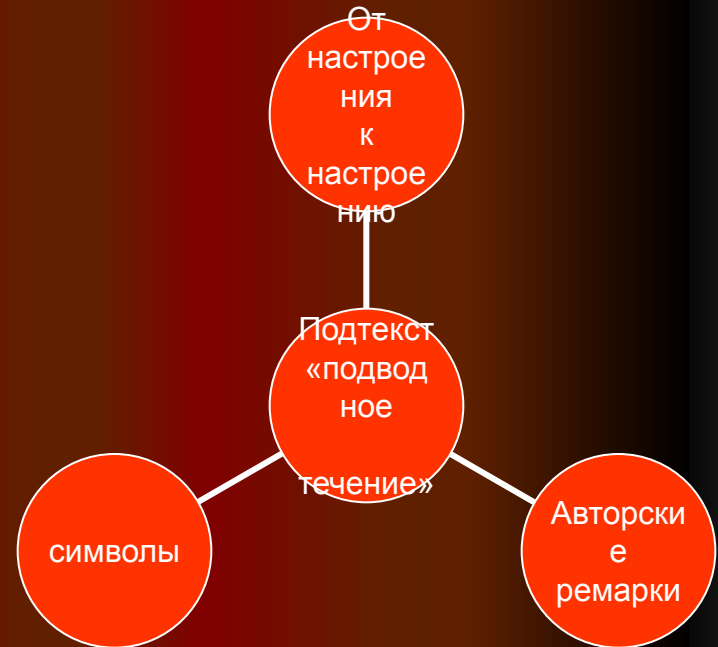 От
настрое
ния
к
настрое
нию
Подтекст
«подвод
ное
течение»
символы
Авторски
е
ремарки